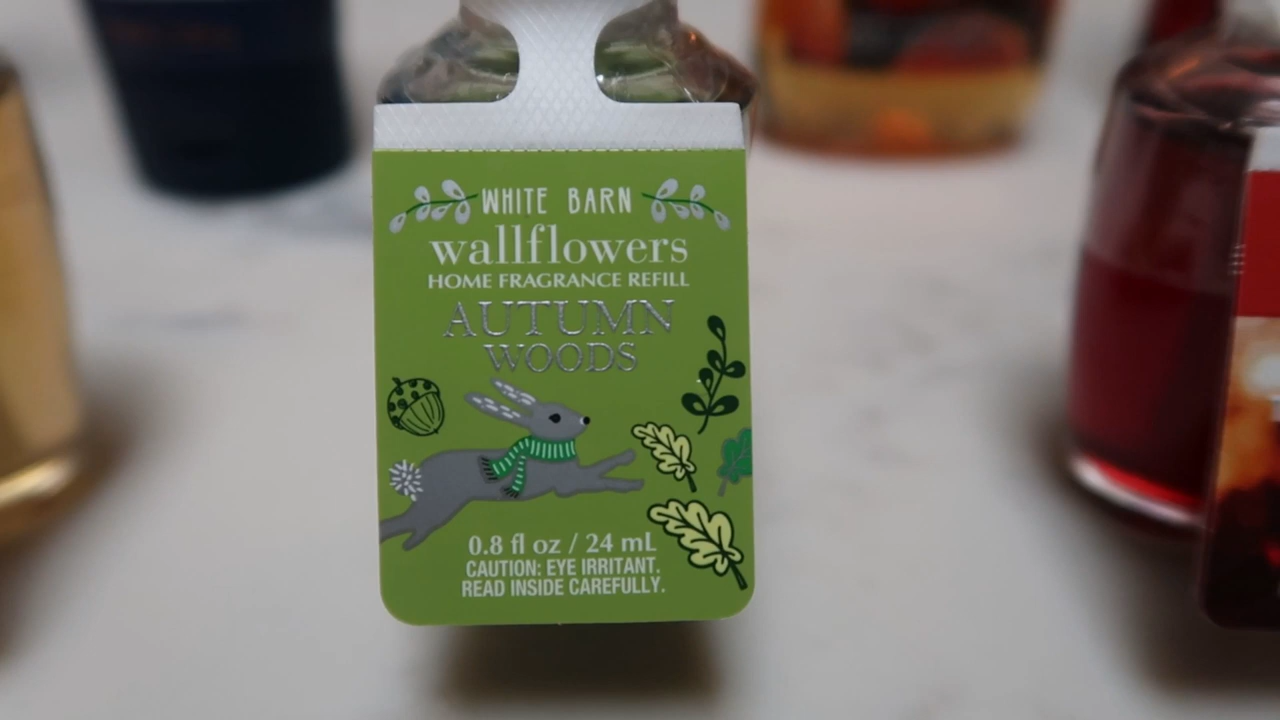 WHITE BARN
wallflowers
HOME FRAGRANCE REFILL
AUTUMN
WOODS
0.8 fl oz / 24 mL
CAUTION: EYE IRRITANT.
READ INSIDE CAREFULLY.